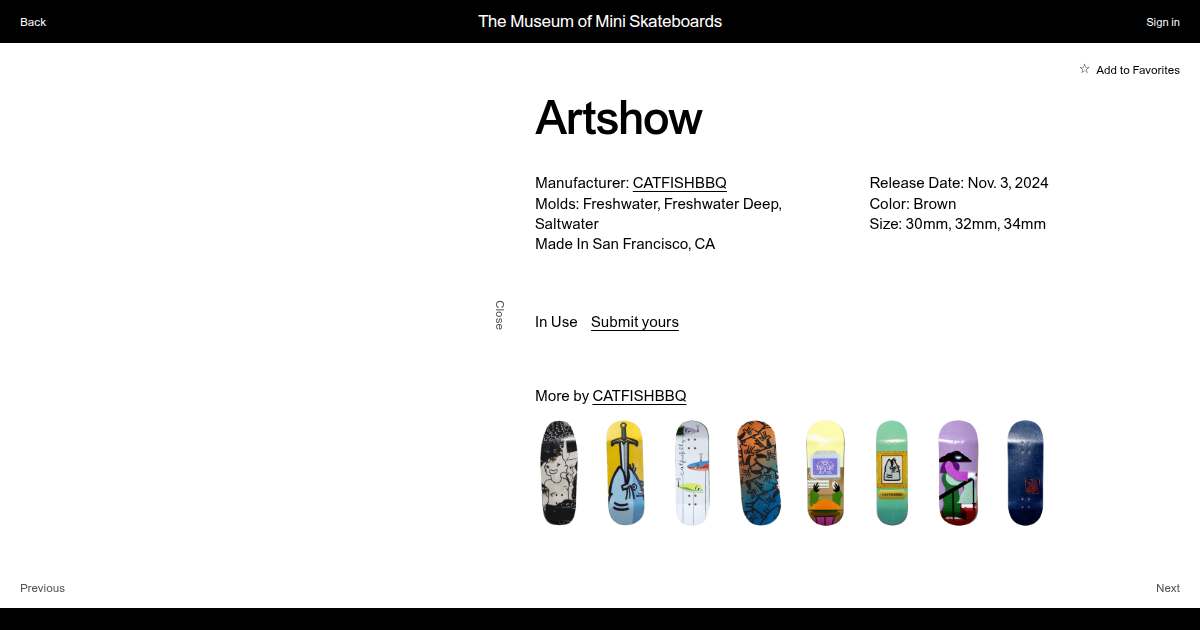 Back
The Museum of Mini Skateboards
Sign in
☆ Add to Favorites
Artshow
Manufacturer: CATFISHBBQ
Molds: Freshwater, Freshwater Deep,
Saltwater
Made In San Francisco, CA
Release Date: Nov. 3, 2024
Color: Brown
Size: 30mm, 32mm, 34mm
Close
In Use Submit yours
More by CATFISHBBQ
Previous
Next